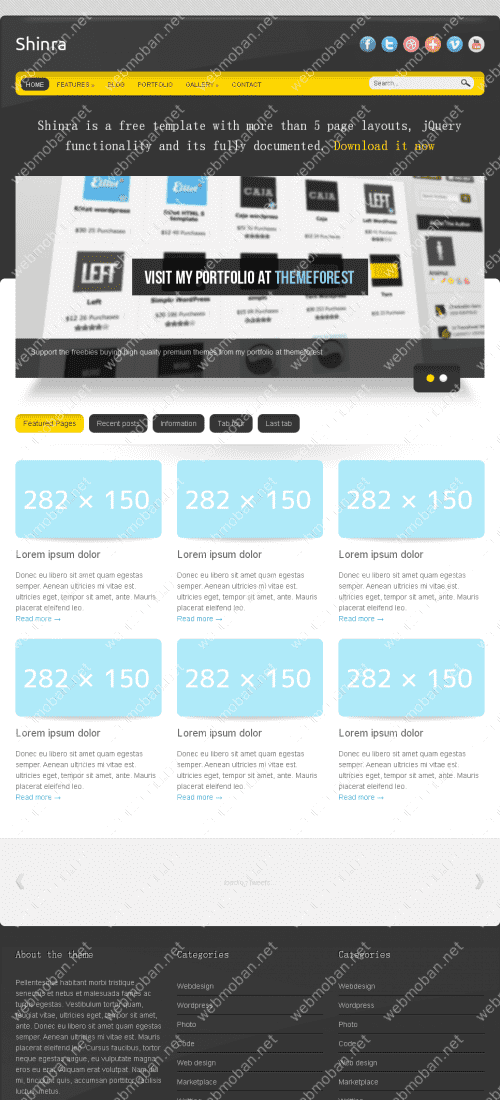 Shinra
HOME FEATURES » BLOG PORTFOLIO GALLERY » CONTACT Search...
Shinra is a free template with more than 5 page layouts, jQuery
functionality and its fully documented. Download it now
VISIT MY PORTFOLIO AT THEMEFOREST
Support the freebies buying high quality premium themes from my portfolio at themeforest.
Featured Pages Recent posts Information Tab four Last tab
282 × 150 282 × 150 282 × 150
Lorem ipsum dolor Lorem ipsum dolor Lorem ipsum dolor
Donec eu libero sit amet quam egestas Donec eu libero sit amet quam egestas Donec eu libero sit amet quam egestas
semper. Aenean ultricies mi vitae est. semper. Aenean ultricies mi vitae est. semper. Aenean ultricies mi vitae est.
ultricies eget, tempor sit amet, ante. Mauris ultricies eget, tempor sit amet, ante. Mauris ultricies eget, tempor sit amet, ante. Mauris
placerat eleifend leo. placerat eleifend leo. placerat eleifend leo.
Read more → Read more → Read more →
282 × 150 282 × 150 282 × 150
Lorem ipsum dolor Lorem ipsum dolor Lorem ipsum dolor
Donec eu libero sit amet quam egestas Donec eu libero sit amet quam egestas Donec eu libero sit amet quam egestas
semper. Aenean ultricies mi vitae est. semper. Aenean ultricies mi vitae est. semper. Aenean ultricies mi vitae est.
ultricies eget, tempor sit amet, ante. Mauris ultricies eget, tempor sit amet, ante. Mauris ultricies eget, tempor sit amet, ante. Mauris
placerat eleifend leo. placerat eleifend leo. placerat eleifend leo.
Read more → Read more → Read more →
loading tweets...
About the theme Categories Categories
Pellentesque habitant morbi tristique
senectus et netus et malesuada fames ac
turpis egestas. Vestibulum tortor quam,
feugiat vitae, ultricies eget, tempor sit amet,
ante. Donec eu libero sit amet quam egestas
semper. Aenean ultricies mi vitae est. Mauris
placerat eleifend leo. Cursus faucibus, tortor
neque egestas augue, eu vulputate magna
eros eu erat. Aliquam erat volutpat. Nam dui
mi, tincidunt quis, accumsan porttitor, facilisis
luctus, metus.
Webdesign Webdesign
Wordpress Wordpress
Photo Photo
Code Code
Web design Web design
Marketplace Marketplace
webmoban.net